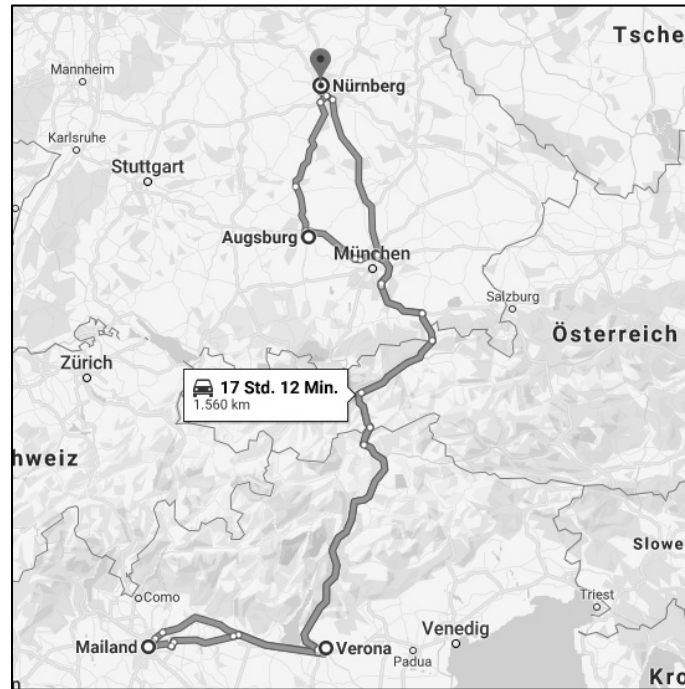 Tsche
Mannheim
Nürnberg
Karlsruhe
Stuttgart
Augsburg
München
Salzburg
Österreich
Zürich
17 Std. 12 Min.
1.560 km
hweiz
Slowe
Como
Triest
Mailand
Verona
Venedig
Padua
n
Kro